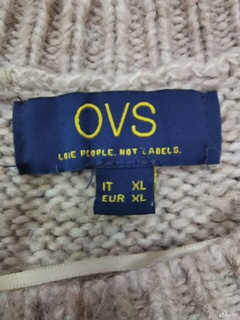 OVS
LOVE PEOPLE. NOT LABELS.
IT XL
EUR XL